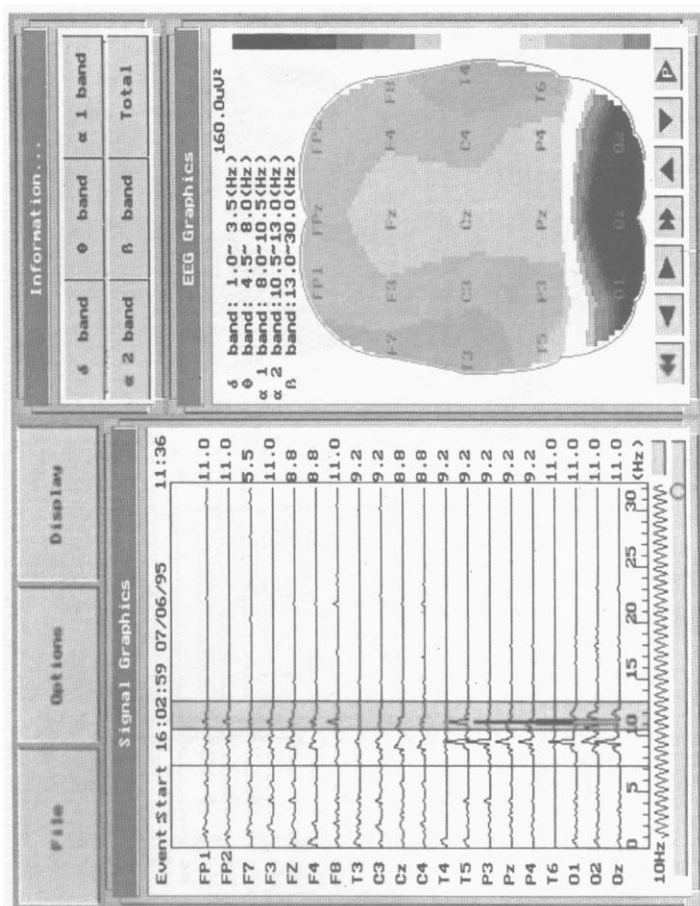 File Options Display
Signal Graphics
Event Start 16:02:59 07/06/95 11:36
FP1 11.0
FP2 11.0
F7 5.5
F3 11.0
FZ 8.8
F4 8.8
F8 11.0
T3 9.2
C3 9.2
Cz 8.8
C4 8.8
T4 9.2
T5 9.2
P3 9.2
Pz 9.2
P4 9.2
T6 11.0
O1 11.0
O2 11.0
Oz 11.0
0 5 10 15 20 25 30 (Hz)
10Hz
Information...
δ band θ band α 1 band
α 2 band ß band Total
EEG Graphics
160.0uV²
δ band: 1.0~ 3.5(Hz)
θ band: 4.5~ 8.0(Hz)
α 1 band: 8.0~10.5(Hz)
α 2 band:10.5~13.0(Hz)
ß band:13.0~30.0(Hz)
FP1 FPz FP2
F7 F3 Fz F4 F8
T3 C3 Cz C4 T4
T5 P3 Pz P4 T6
O1 Oz O2
P